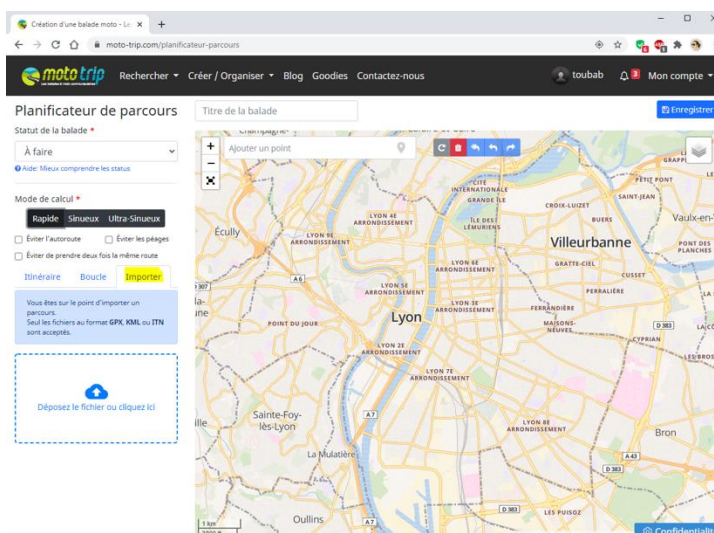 Création d'une balade moto - Le
moto-trip.com/planificateur-parcours
moto trip
Rechercher
Créer / Organiser
Blog
Goodies
Contactez-nous
toubab
3
Mon compte
Planificateur de parcours
Titre de la balade
Enregistrer
Statut de la balade *
À faire
Aide: Mieux comprendre les status
Mode de calcul *
Rapide
Sinueux
Ultra-Sinueux
Éviter l'autoroute
Éviter les péages
Éviter de prendre deux fois la même route
Itinéraire
Boucle
Importer
Vous êtes sur le point d'importer un
parcours.
Seul les fichiers au format GPX, KML ou ITN
sont acceptés.
Déposez le fichier ou cliquez ici
Ajouter un point
CITÉ
INTERNATIONALE
GRANDE ÎLE
PETIT PONT
SAINT-JEAN
CROIX-LUIZET
LYON 4E
ARRONDISSEMENT
ÎLE DES
LÉMURIENS
BUERS
Vaulx-en-
Écully
LYON 9E
ARRONDISSEMENT
Villeurbanne
PONT DES
PLANCHES
LYON 6E
ARRONDISSEMENT
GRATTE-CIEL
CUSSET
A 6
LYON 5E
ARRONDISSEMENT
PERRALIÈRE
LYON 3E
ARRONDISSEMENT
FERRANDIÈRE
POINT DU JOUR
Lyon
MAISONS-
NEUVES
D 383
CYPRIAN
LYON 2E
ARRONDISSEMENT
LYON 7E
ARRONDISSEMENT
Sainte-Foy-
lès-Lyon
A 7
LYON 8E
ARRONDISSEMENT
Bron
La Mulatière
A 43
D 383
D 383
LES PUISOZ
Oullins
A 7
1 km
Confidentialité